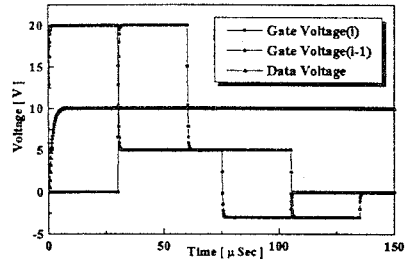 20
15
10
5
0
-5
Voltage [ V ]
Gate Voltage(i)
Gate Voltage(i-1)
Data Voltage
0
50
100
150
Time [ μ Sec ]